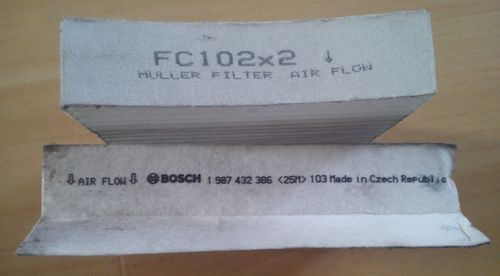 FC102x2 ↓
MULLER FILTER AIR FLOW
⇩ AIR FLOW ⇩ BOSCH 1 987 432 386 <25M> 103 Made in Czech Republic